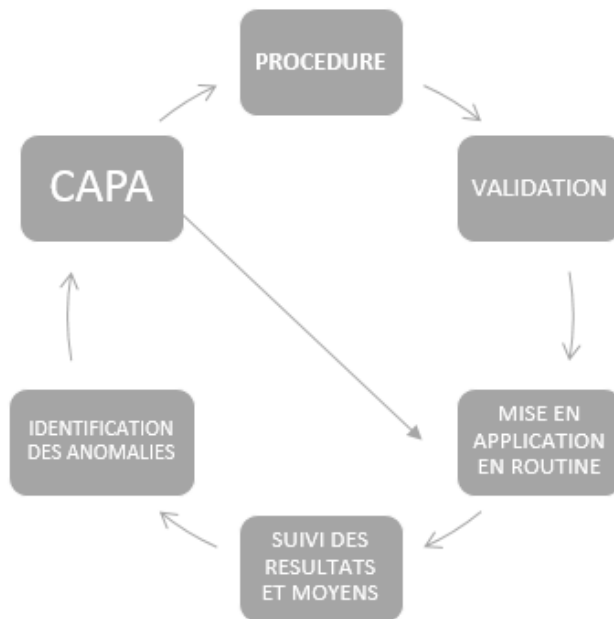 PROCEDURE
VALIDATION
MISE EN
APPLICATION
EN ROUTINE
SUIVI DES
RESULTATS
ET MOYENS
IDENTIFICATION
DES ANOMALIES
CAPA